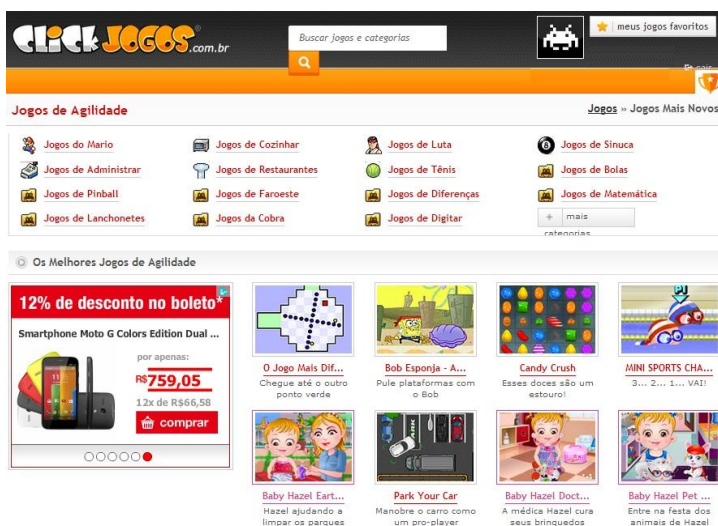 CLICK JOGOS.com.br
Buscar jogos e categorias
meus jogos favoritos
sair
Jogos de Agilidade
Jogos » Jogos Mais Novos
Jogos do Mario
Jogos de Cozinhar
Jogos de Luta
Jogos de Sinuca
Jogos de Administrar
Jogos de Restaurantes
Jogos de Tênis
Jogos de Bolas
Jogos de Pinball
Jogos de Faroeste
Jogos de Diferenças
Jogos de Matemática
Jogos de Lanchonetes
Jogos da Cobra
Jogos de Digitar
+ mais
categorias
Os Melhores Jogos de Agilidade
12% de desconto no boleto*
Smartphone Moto G Colors Edition Dual ...
por apenas:
R$759,05
12x de R$66,58
comprar
O Jogo Mais Dif...
Chegue até o outro
ponto verde
Bob Esponja - A...
Pule plataformas com
o Bob
Candy Crush
Esses doces são um
estouro!
P1
MINI SPORTS CHA...
3... 2... 1... VAI!
Baby Hazel Eart...
Hazel ajudando a
limpar os parques
PARK
Park Your Car
Manobre o carro como
um pro-player
Baby Hazel Doct...
A médica Hazel cura
seus brinquedos
Baby Hazel Pet ...
Entre na festa dos
animais de Hazel